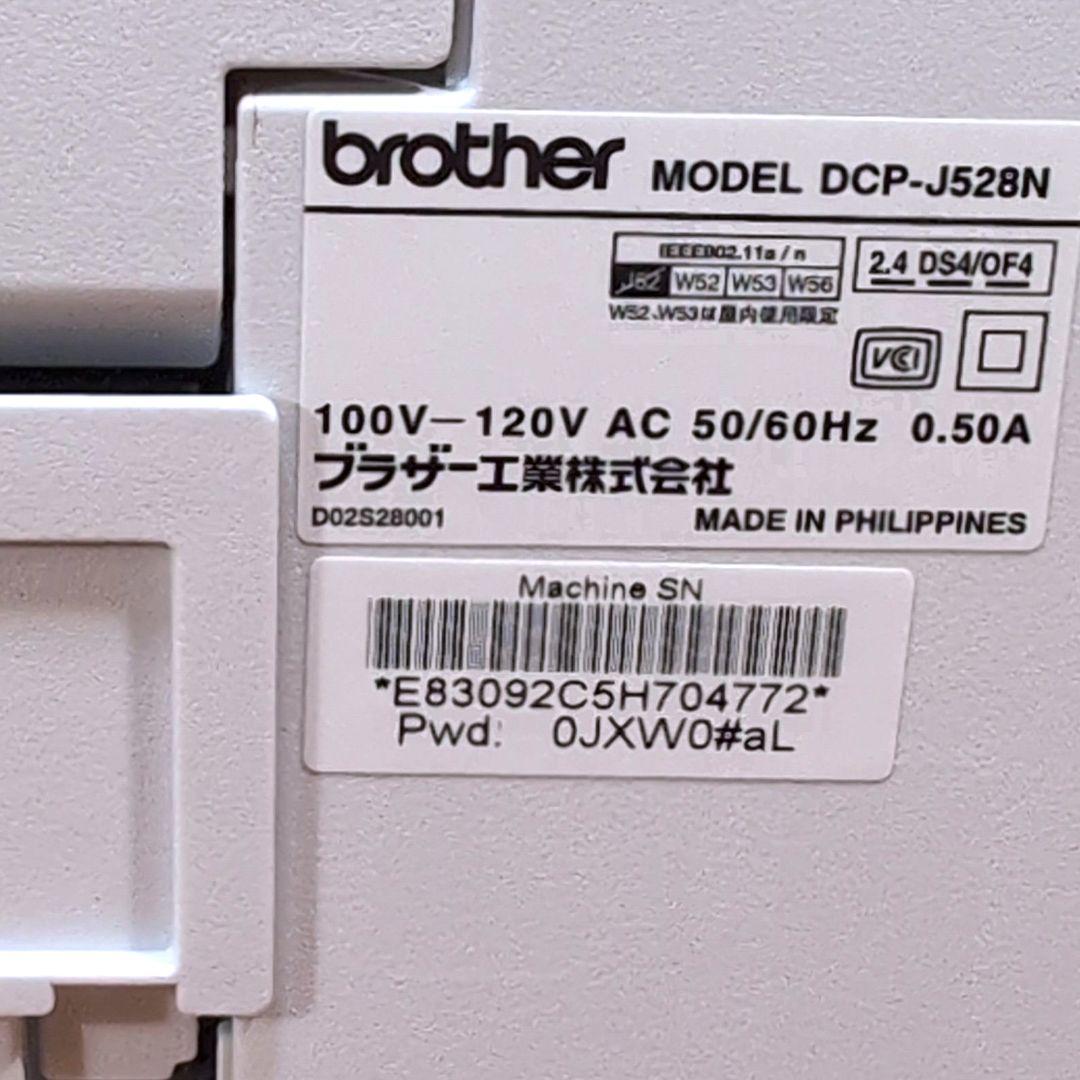 brother MODEL DCP-J528N
IEEE802.11a/n
J52 W52 W53 W56
2.4 DS4/OF4
W52、W53は屋内使用限定
VCI
100V－120V AC 50/60Hz 0.50A
ブラザー工業株式会社
D02S28001 MADE IN PHILIPPINES
Machine SN
*E83092C5H704772*
Pwd: 0JXW0#aL